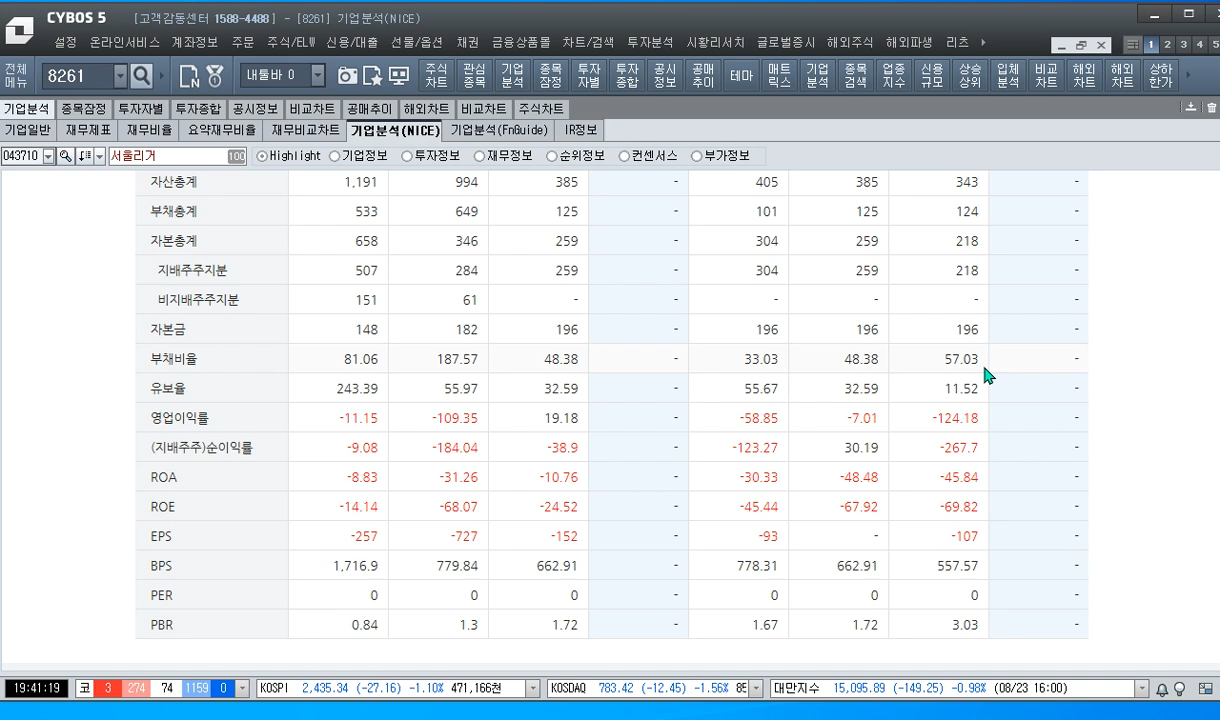 CYBOS 5 [고객감동센터 1588-4488] - [8261] 기업분석(NICE)
설정 온라인서비스 계좌정보 주문 주식/ELW 신용/대출 선물/옵션 채권 금융상품몰 차트/검색 투자분석 시황리서치 글로벌증시 해외주식 해외파생 리츠 1 2 3 4 5
전체메뉴 8261 내툴바 0 주식차트 관심종목 기업분석 종목잠정 투자자별 투자종합 공시정보 공매추이 테마 매트릭스 기업분석 종목검색 업종지수 신용규모 상승상위 입체분석 비교차트 해외차트 해외차트 상하한가
기업분석 종목잠정 투자자별 투자종합 공시정보 비교차트 공매추이 해외차트 비교차트 주식차트
기업일반 재무제표 재무비율 요약재무비율 재무비교차트 기업분석(NICE) 기업분석(FnGuide) IR정보
043710 서울리거 100 Highlight 기업정보 투자정보 재무정보 순위정보 컨센서스 부가정보
자산총계 1,191 994 385 - 405 385 343 -
부채총계 533 649 125 - 101 125 124 -
자본총계 658 346 259 - 304 259 218 -
지배주주지분 507 284 259 - 304 259 218 -
비지배주주지분 151 61 - - - - - -
자본금 148 182 196 - 196 196 196 -
부채비율 81.06 187.57 48.38 - 33.03 48.38 57.03 -
유보율 243.39 55.97 32.59 - 55.67 32.59 11.52 -
영업이익률 -11.15 -109.35 19.18 - -58.85 -7.01 -124.18 -
(지배주주)순이익률 -9.08 -184.04 -38.9 - -123.27 30.19 -267.7 -
ROA -8.83 -31.26 -10.76 - -30.33 -48.48 -45.84 -
ROE -14.14 -68.07 -24.52 - -45.44 -67.92 -69.82 -
EPS -257 -727 -152 - -93 - -107 -
BPS 1,716.9 779.84 662.91 - 778.31 662.91 557.57 -
PER 0 0 0 - 0 0 0 -
PBR 0.84 1.3 1.72 - 1.67 1.72 3.03 -
19:41:19 코 3 274 74 1159 0 KOSPI 2,435.34 (-27.16) -1.10% 471,166천 KOSDAQ 783.42 (-12.45) -1.56% 대만지수 15,095.89 (-149.25) -0.98% (08/23 16:00)